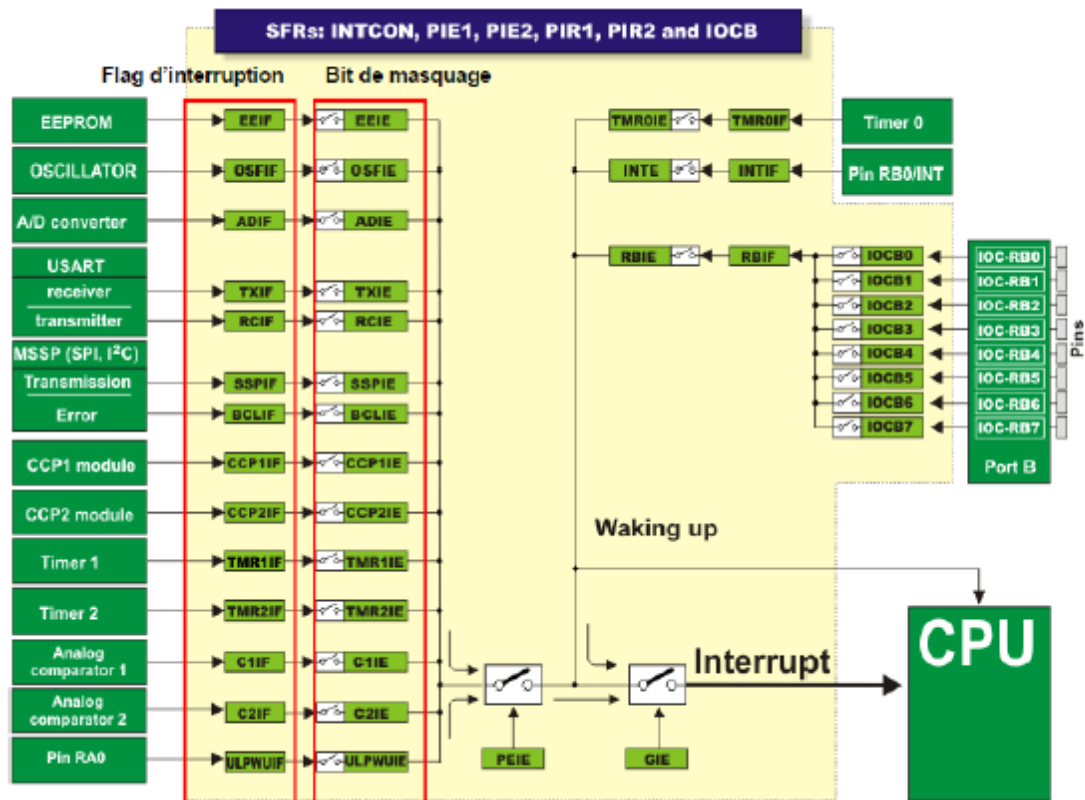 SFRs: INTCON, PIE1, PIE2, PIR1, PIR2 and IOCB
Flag d'interruption
Bit de masquage
EEPROM
EEIF
EEIE
OSCILLATOR
OSFIF
OSFIE
A/D converter
ADIF
ADIE
USART
receiver
TXIF
TXIE
transmitter
RCIF
RCIE
MSSP (SPI, I²C)
Transmission
SSPIF
SSPIE
Error
BCLIF
BCLIE
CCP1 module
CCP1IF
CCP1IE
CCP2 module
CCP2IF
CCP2IE
Timer 1
TMR1IF
TMR1IE
Timer 2
TMR2IF
TMR2IE
Analog
comparator 1
C1IF
C1IE
Analog
comparator 2
C2IF
C2IE
Pin RA0
ULPWUIF
ULPWUIE
TMR0IE
TMR0IF
Timer 0
INTE
INTIF
Pin RB0/INT
RBIE
RBIF
IOCB0
IOC-RB0
IOCB1
IOC-RB1
IOCB2
IOC-RB2
IOCB3
IOC-RB3
IOCB4
IOC-RB4
IOCB5
IOC-RB5
IOCB6
IOC-RB6
IOCB7
IOC-RB7
Pins
Port B
Waking up
Interrupt
CPU
PEIE
GIE